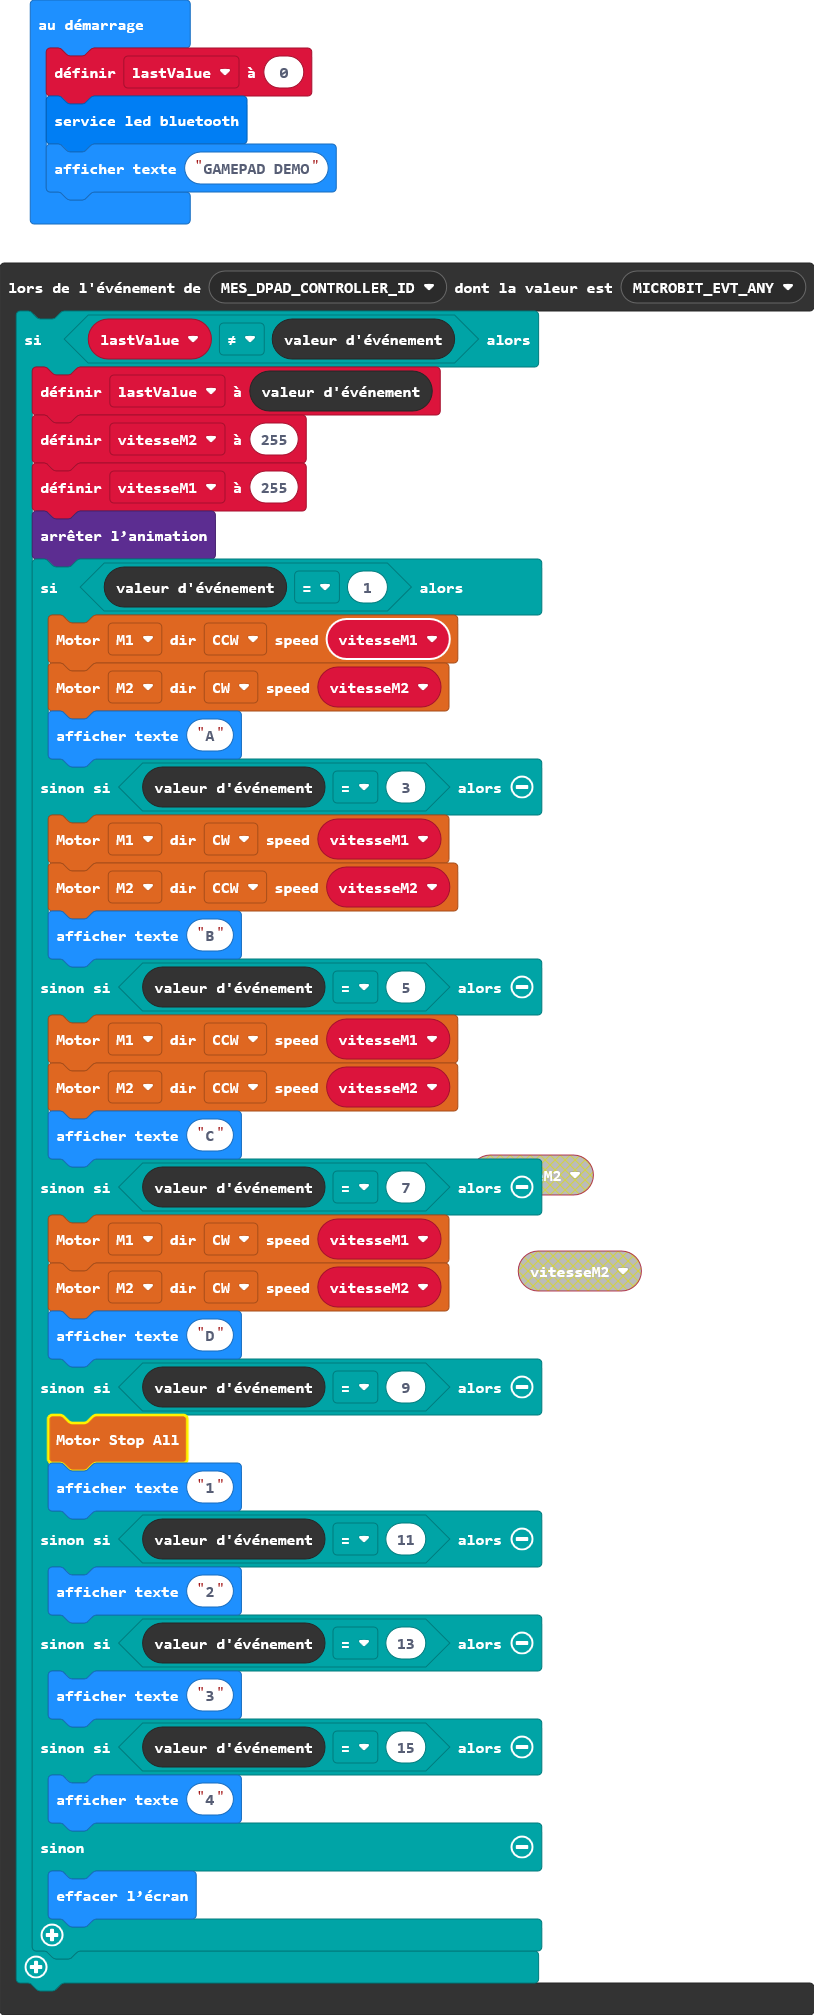 au démarrage
définir lastValue à 0
service led bluetooth
afficher texte "GAMEPAD DEMO"
lors de l'événement de MES_DPAD_CONTROLLER_ID dont la valeur est MICROBIT_EVT_ANY
si lastValue ≠ valeur d'événement alors
définir lastValue à valeur d'événement
définir vitesseM2 à 255
définir vitesseM1 à 255
arrêter l’animation
si valeur d'événement = 1 alors
Motor M1 dir CCW speed vitesseM1
Motor M2 dir CW speed vitesseM2
afficher texte "A"
sinon si valeur d'événement = 3 alors
Motor M1 dir CW speed vitesseM1
Motor M2 dir CCW speed vitesseM2
afficher texte "B"
sinon si valeur d'événement = 5 alors
Motor M1 dir CCW speed vitesseM1
Motor M2 dir CCW speed vitesseM2
afficher texte "C"
sinon si valeur d'événement = 7 alors
Motor M1 dir CW speed vitesseM1
vitesseM2
Motor M2 dir CW speed vitesseM2
afficher texte "D"
sinon si valeur d'événement = 9 alors
Motor Stop All
afficher texte "1"
sinon si valeur d'événement = 11 alors
afficher texte "2"
sinon si valeur d'événement = 13 alors
afficher texte "3"
sinon si valeur d'événement = 15 alors
afficher texte "4"
sinon
effacer l’écran